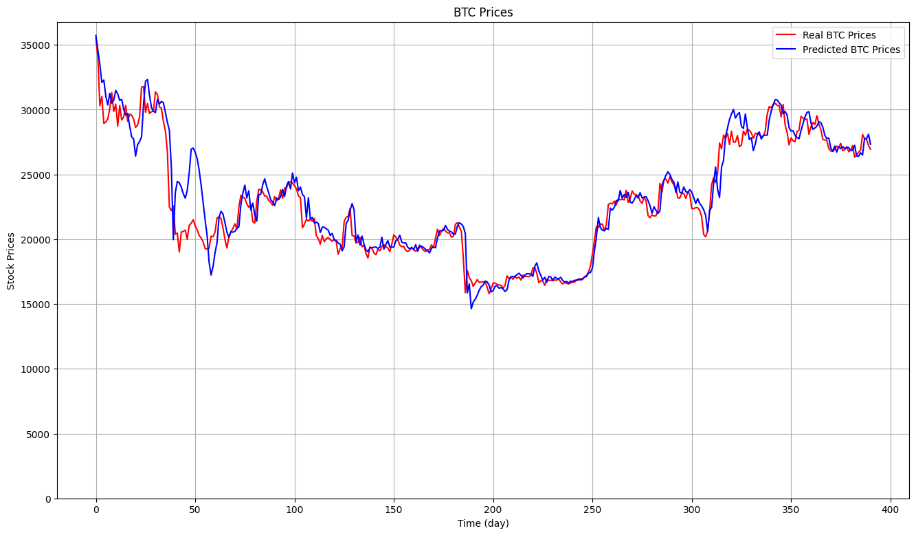 BTC Prices
Real BTC Prices
Predicted BTC Prices
Stock Prices
35000
30000
25000
20000
15000
10000
5000
0
0 50 100 150 200 250 300 350 400
Time (day)